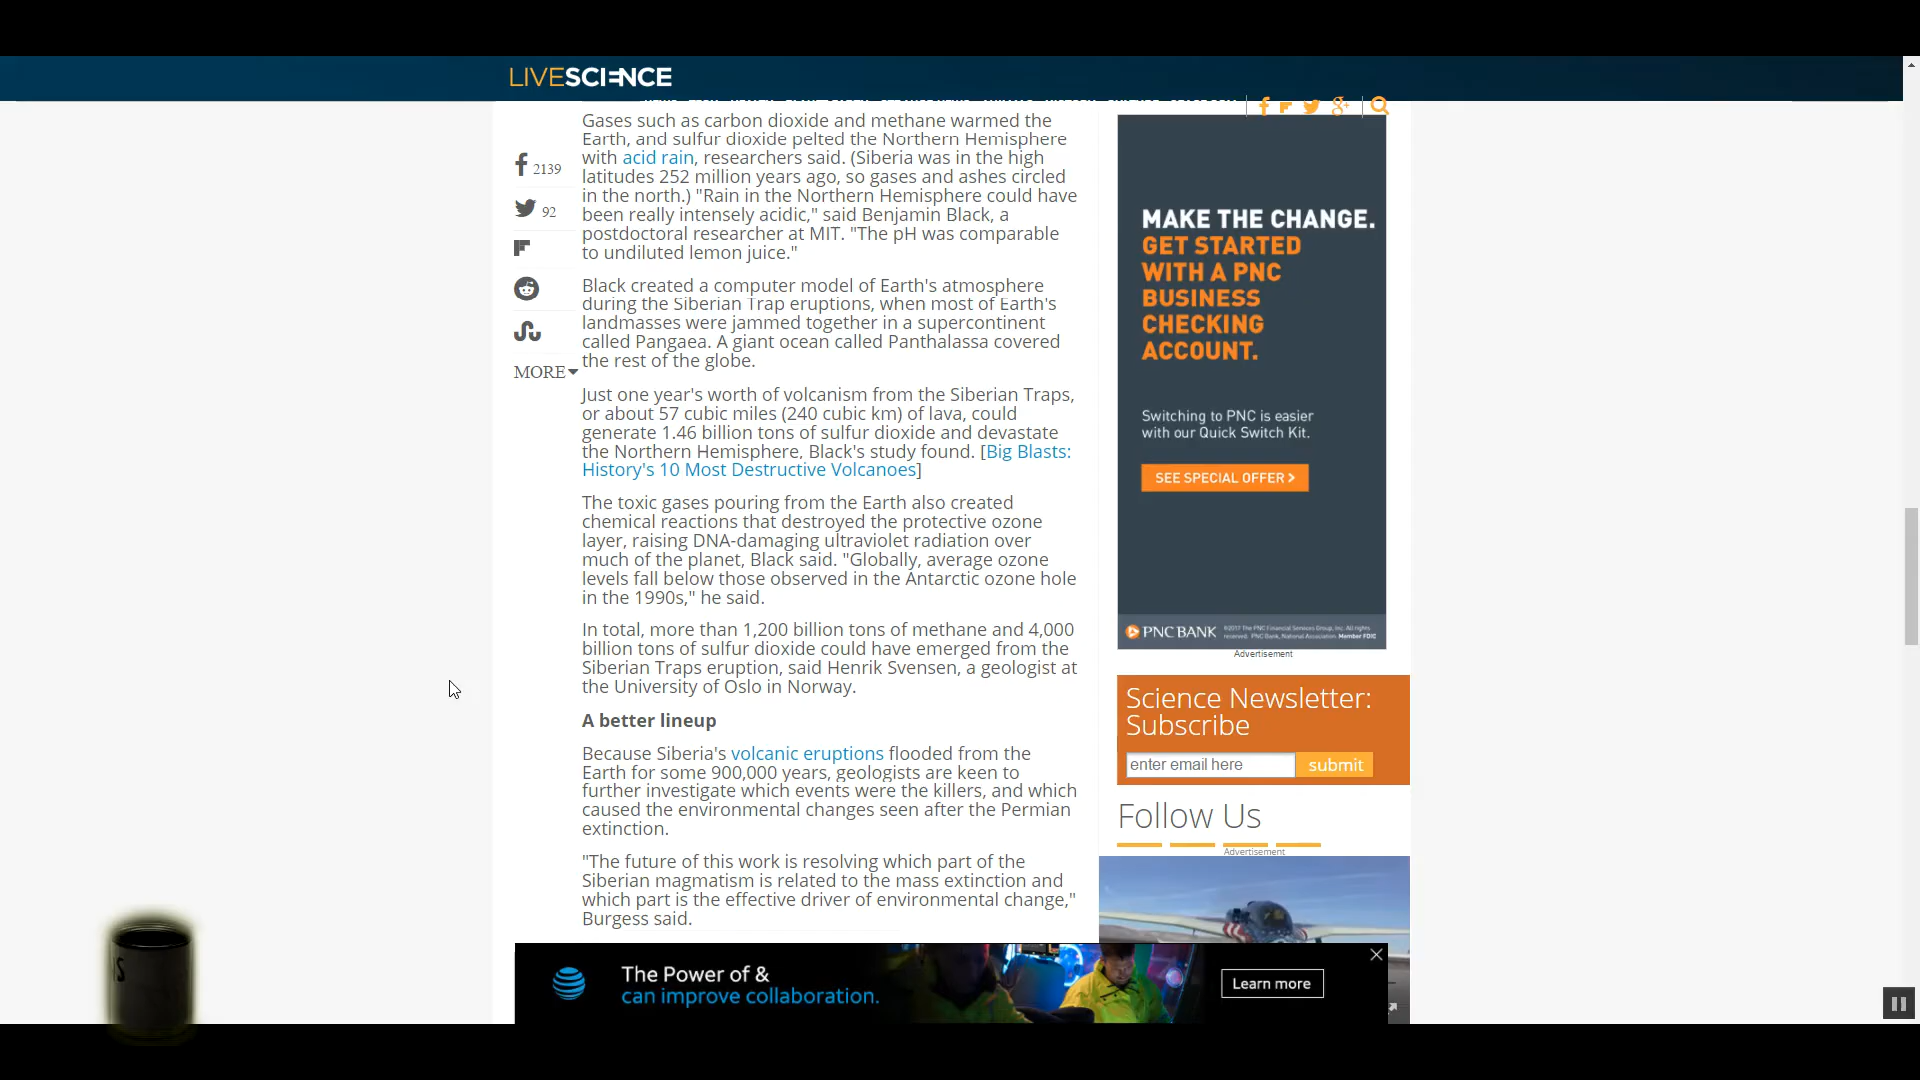 LIVESCIENCE
Gases such as carbon dioxide and methane warmed the
Earth, and sulfur dioxide pelted the Northern Hemisphere
with acid rain, researchers said. (Siberia was in the high
latitudes 252 million years ago, so gases and ashes circled
in the north.) "Rain in the Northern Hemisphere could have
been really intensely acidic," said Benjamin Black, a
postdoctoral researcher at MIT. "The pH was comparable
to undiluted lemon juice."
2139
92
MORE
Black created a computer model of Earth's atmosphere
during the Siberian Trap eruptions, when most of Earth's
landmasses were jammed together in a supercontinent
called Pangaea. A giant ocean called Panthalassa covered
the rest of the globe.
Just one year's worth of volcanism from the Siberian Traps,
or about 57 cubic miles (240 cubic km) of lava, could
generate 1.46 billion tons of sulfur dioxide and devastate
the Northern Hemisphere, Black's study found. [Big Blasts:
History's 10 Most Destructive Volcanoes]
The toxic gases pouring from the Earth also created
chemical reactions that destroyed the protective ozone
layer, raising DNA-damaging ultraviolet radiation over
much of the planet, Black said. "Globally, average ozone
levels fall below those observed in the Antarctic ozone hole
in the 1990s," he said.
In total, more than 1,200 billion tons of methane and 4,000
billion tons of sulfur dioxide could have emerged from the
Siberian Traps eruption, said Henrik Svensen, a geologist at
the University of Oslo in Norway.
A better lineup
Because Siberia's volcanic eruptions flooded from the
Earth for some 900,000 years, geologists are keen to
further investigate which events were the killers, and which
caused the environmental changes seen after the Permian
extinction.
"The future of this work is resolving which part of the
Siberian magmatism is related to the mass extinction and
which part is the effective driver of environmental change,"
Burgess said.
MAKE THE CHANGE.
GET STARTED
WITH A PNC
BUSINESS
CHECKING
ACCOUNT.
Switching to PNC is easier
with our Quick Switch Kit.
SEE SPECIAL OFFER >
PNC BANK
©2017 The PNC Financial Services Group, Inc. All rights
reserved. PNC Bank, National Association. Member FDIC
Advertisement
Science Newsletter:
Subscribe
enter email here
submit
Follow Us
Advertisement
The Power of &
can improve collaboration.
Learn more